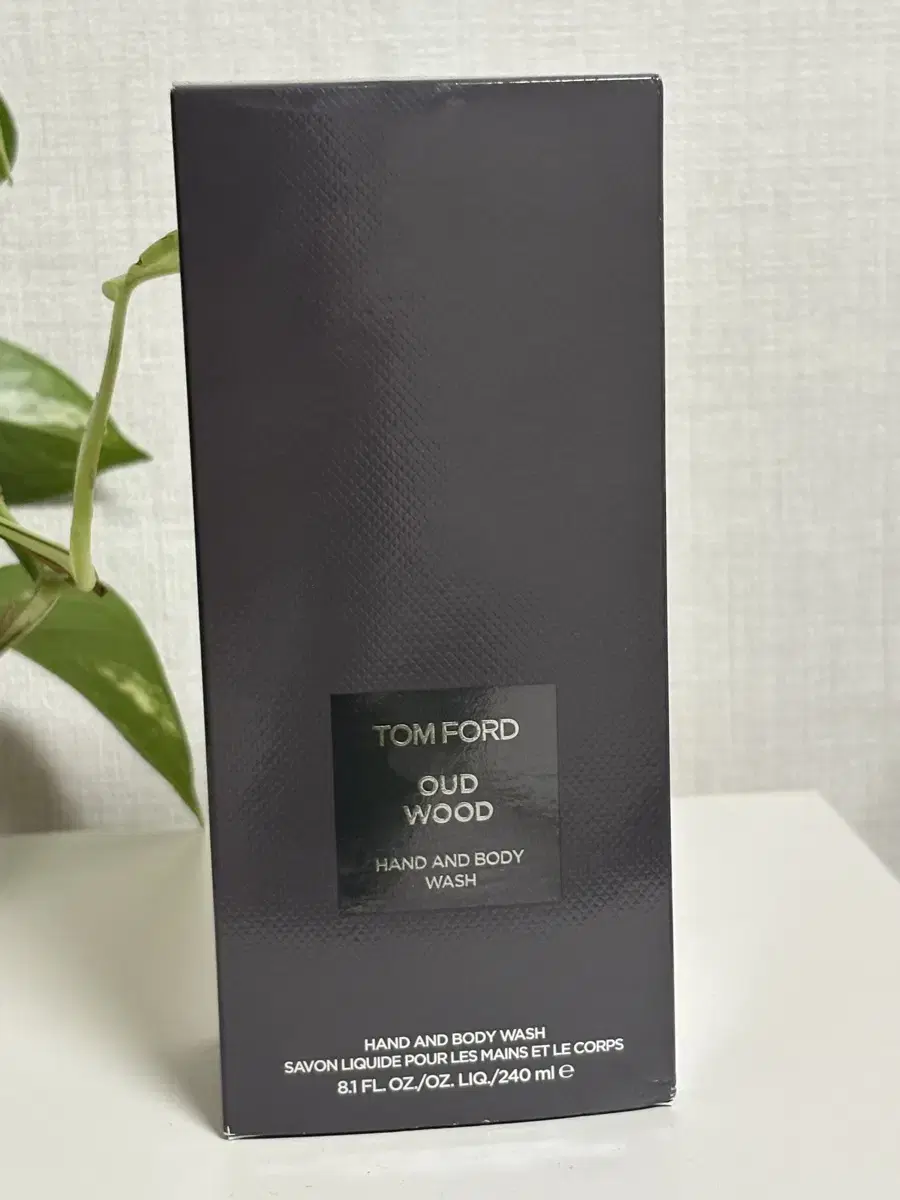 TOM FORD
OUD
WOOD
HAND AND BODY
WASH
HAND AND BODY WASH
SAVON LIQUIDE POUR LES MAINS ET LE CORPS
8.1 FL. OZ./OZ. LIQ./240 ml ℮